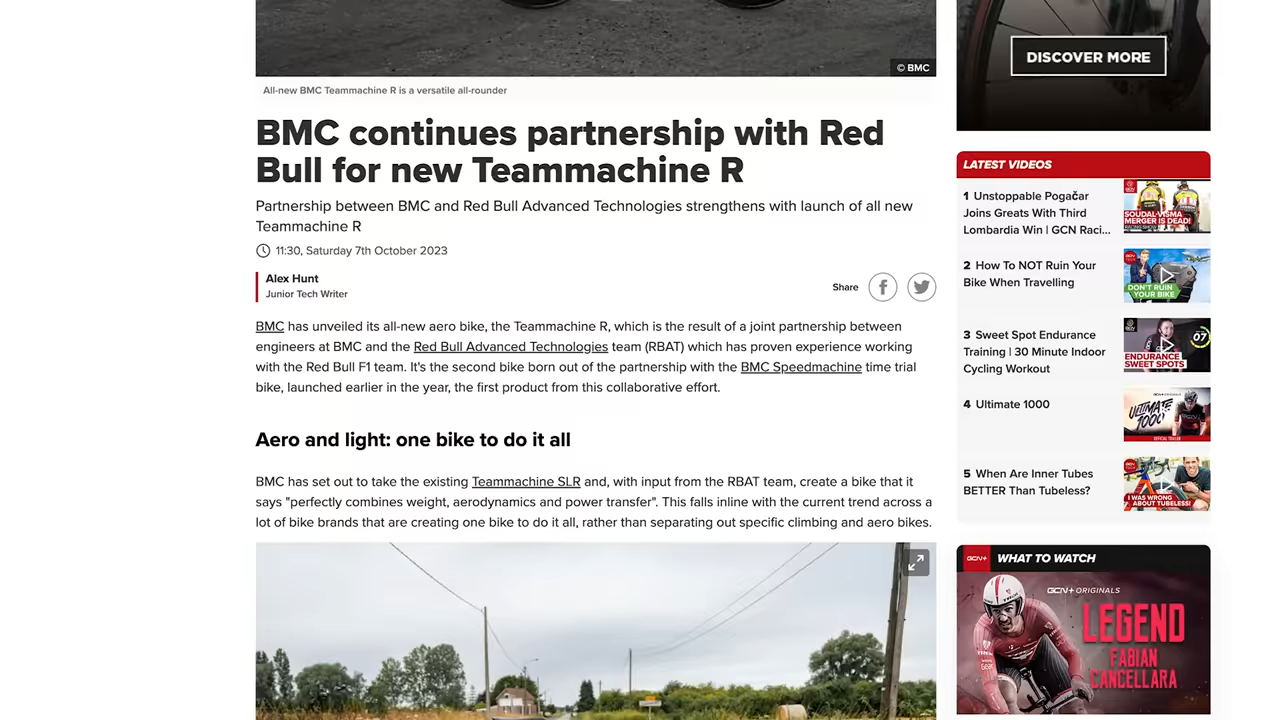 © BMC
All-new BMC Teammachine R is a versatile all-rounder
BMC continues partnership with Red
Bull for new Teammachine R
Partnership between BMC and Red Bull Advanced Technologies strengthens with launch of all new
Teammachine R
11:30, Saturday 7th October 2023
Alex Hunt
Junior Tech Writer
Share
BMC has unveiled its all-new aero bike, the Teammachine R, which is the result of a joint partnership between
engineers at BMC and the Red Bull Advanced Technologies team (RBAT) which has proven experience working
with the Red Bull F1 team. It's the second bike born out of the partnership with the BMC Speedmachine time trial
bike, launched earlier in the year, the first product from this collaborative effort.
Aero and light: one bike to do it all
BMC has set out to take the existing Teammachine SLR and, with input from the RBAT team, create a bike that it
says "perfectly combines weight, aerodynamics and power transfer". This falls inline with the current trend across a
lot of bike brands that are creating one bike to do it all, rather than separating out specific climbing and aero bikes.
DISCOVER MORE
LATEST VIDEOS
1 Unstoppable Pogačar
Joins Greats With Third
Lombardia Win | GCN Raci...
SOUDAL-VISMA
MERGER IS DEAD!
2 How To NOT Ruin Your
Bike When Travelling
DON'T RUIN
YOUR BIKE
3 Sweet Spot Endurance
Training | 30 Minute Indoor
Cycling Workout
07
ENDURANCE
SWEET SPOTS
4 Ultimate 1000
ULTIMATE
1000
OFFICIAL TRAILER
5 When Are Inner Tubes
BETTER Than Tubeless?
I WAS WRONG
ABOUT TUBELESS!
GCN+ WHAT TO WATCH
GCN+ ORIGINALS
LEGEND
FABIAN
CANCELLARA